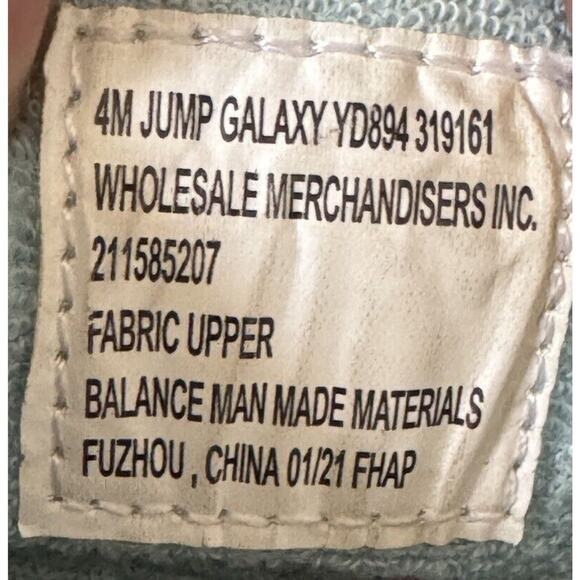 4M JUMP GALAXY YD894 319161
WHOLESALE MERCHANDISERS INC.
211585207
FABRIC UPPER
BALANCE MAN MADE MATERIALS
FUZHOU , CHINA 01/21 FHAP